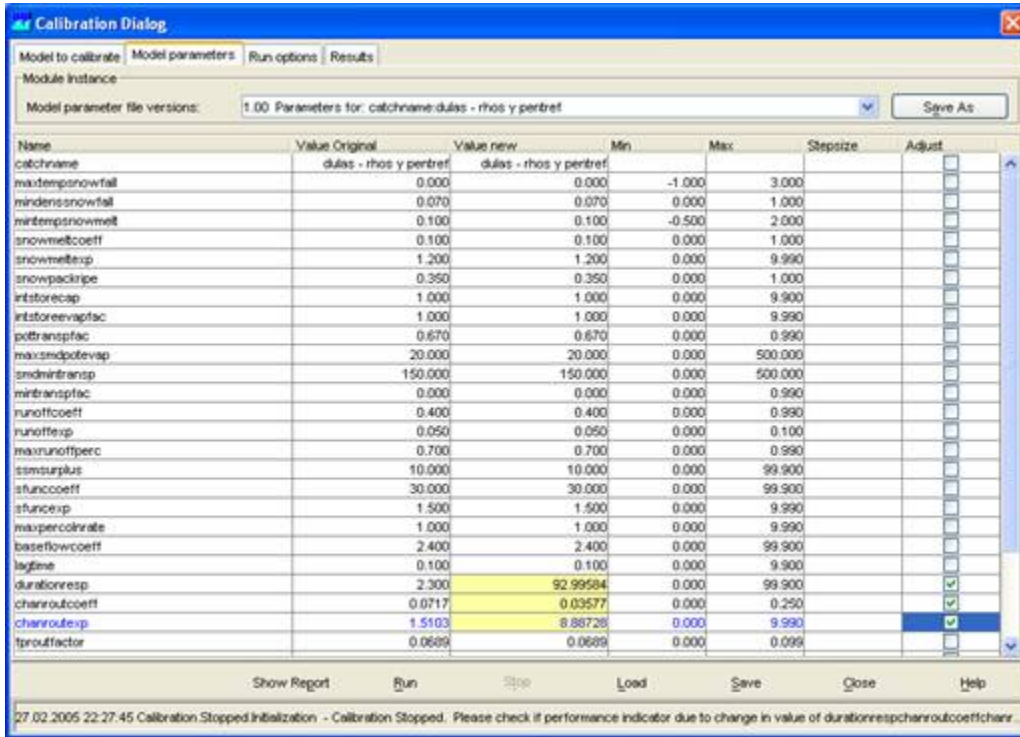 Calibration Dialog
Model to calibrate Model parameters Run options Results
Module Instance
Model parameter file versions: 1.00 Parameters for: catchname:dulas - rhos y pentref Save As
Name Value Original Value new Min Max Stepsize Adjust
catchname dulas - rhos y pentref dulas - rhos y pentref
maxtempsnowfall 0.000 0.000 -1.000 3.000
mindenssnowfall 0.070 0.070 0.000 1.000
mintempsnowmelt 0.100 0.100 -0.500 2.000
snowmeltcoeff 0.100 0.100 0.000 1.000
snowmeltexp 1.200 1.200 0.000 9.990
snowpackripe 0.350 0.350 0.000 1.000
intstorecap 1.000 1.000 0.000 9.900
intstoreevapfac 1.000 1.000 0.000 9.990
pottranspfac 0.670 0.670 0.000 0.990
maxsmdpotevap 20.000 20.000 0.000 500.000
smdmintransp 150.000 150.000 0.000 500.000
mintranspfac 0.000 0.000 0.000 0.990
runoffcoeff 0.400 0.400 0.000 0.990
runoffexp 0.050 0.050 0.000 0.100
maxrunoffperc 0.700 0.700 0.000 0.990
ssmsurplus 10.000 10.000 0.000 99.900
sfunccoeff 30.000 30.000 0.000 99.900
sfuncexp 1.500 1.500 0.000 9.990
maxpercolnrate 1.000 1.000 0.000 9.990
baseflowcoeff 2.400 2.400 0.000 99.900
lagtime 0.100 0.100 0.000 9.900
durationresp 2.300 92.99584 0.000 99.900
chanroutcoeff 0.0717 0.03577 0.000 0.250
chanroutexp 1.5103 8.88728 0.000 9.990
tproutfactor 0.0689 0.0689 0.000 0.099
Show Report Run Stop Load Save Close Help
27.02.2005 22:27:45 Calibration.Stopped.Initialization - Calibration Stopped. Please check if performance indicator due to change in value of durationrespchanroutcoeffchanr...